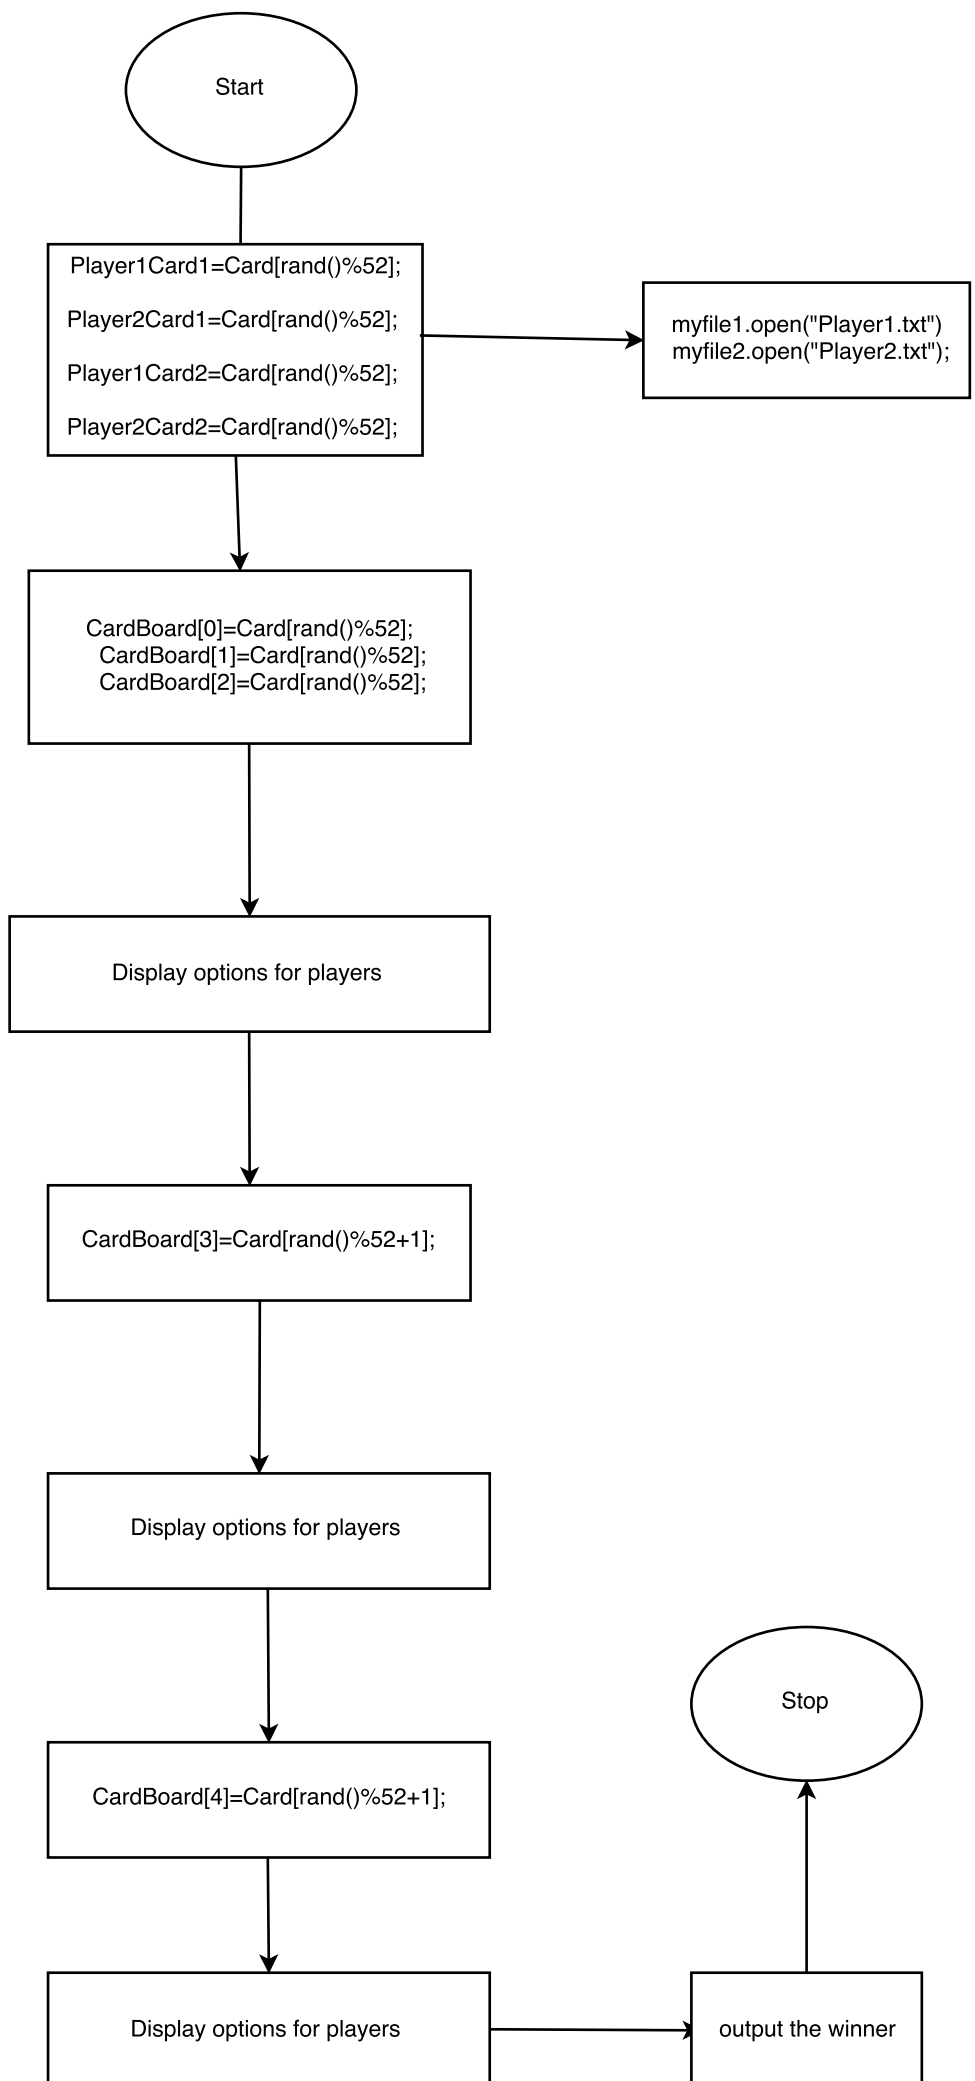 Start
Player1Card1=Card[rand()%52];
Player2Card1=Card[rand()%52];
Player1Card2=Card[rand()%52];
Player2Card2=Card[rand()%52];
myfile1.open("Player1.txt")
myfile2.open("Player2.txt");
CardBoard[0]=Card[rand()%52];
CardBoard[1]=Card[rand()%52];
CardBoard[2]=Card[rand()%52];
Display options for players
CardBoard[3]=Card[rand()%52+1];
Display options for players
CardBoard[4]=Card[rand()%52+1];
Display options for players
output the winner
Stop